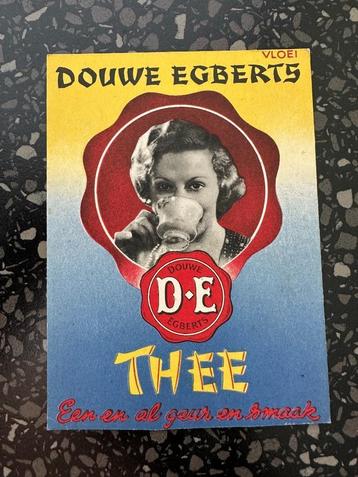 VLOEI
DOUWE EGBERTS
DOUWE
D·E
EGBERTS
THEE
Een en al geur en smaak